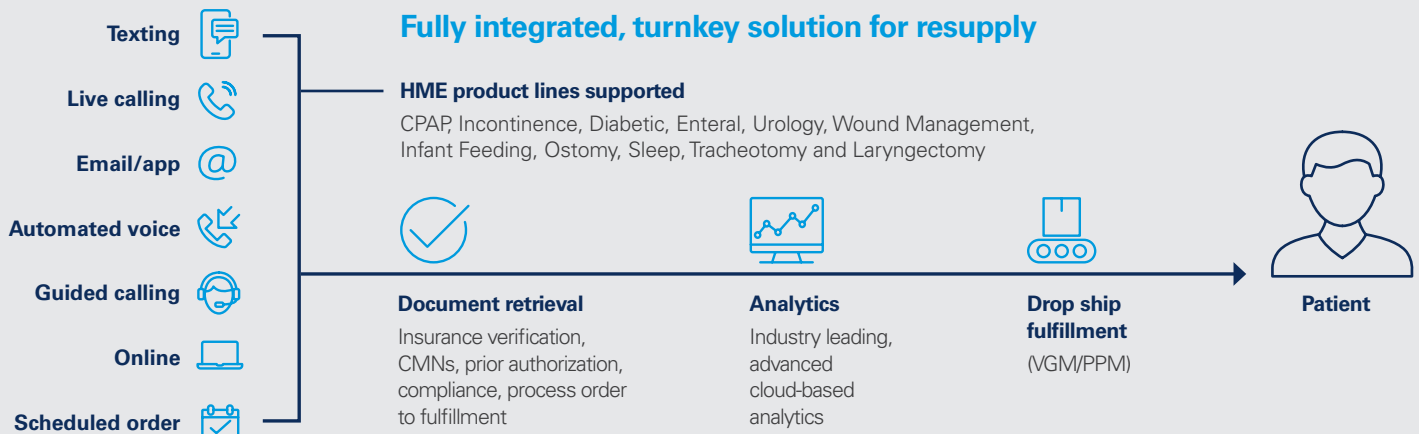 Fully integrated, turnkey solution for resupply
Texting
Live calling
Email/app
@
Automated voice
Guided calling
Online
Scheduled order
HME product lines supported
CPAP, Incontinence, Diabetic, Enteral, Urology, Wound Management,
Infant Feeding, Ostomy, Sleep, Tracheotomy and Laryngectomy
Document retrieval
Insurance verification,
CMNs, prior authorization,
compliance, process order
to fulfillment
Analytics
Industry leading,
advanced
cloud-based
analytics
Drop ship
fulfillment
(VGM/PPM)
Patient